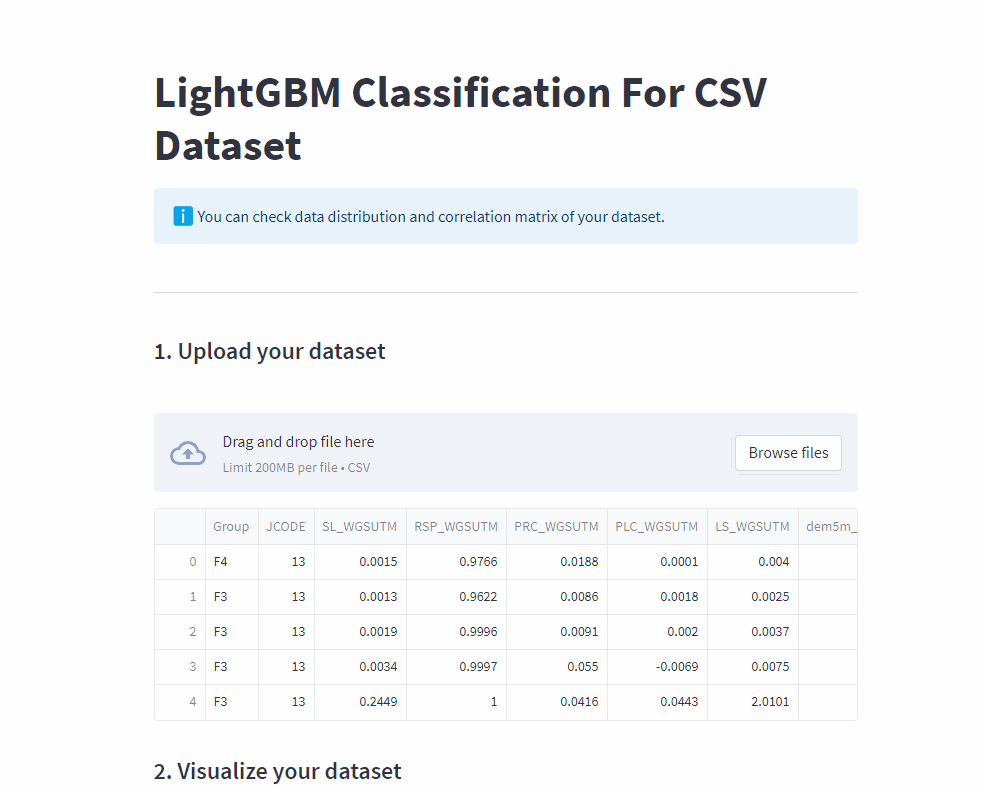 LightGBM Classification For CSV
Dataset
i You can check data distribution and correlation matrix of your dataset.
1. Upload your dataset
Drag and drop file here
Limit 200MB per file • CSV
Browse files
Group JCODE SL_WGSUTM RSP_WGSUTM PRC_WGSUTM PLC_WGSUTM LS_WGSUTM dem5m_
0 F4 13 0.0015 0.9766 0.0188 0.0001 0.004
1 F3 13 0.0013 0.9622 0.0086 0.0018 0.0025
2 F3 13 0.0019 0.9996 0.0091 0.002 0.0037
3 F3 13 0.0034 0.9997 0.055 -0.0069 0.0075
4 F3 13 0.2449 1 0.0416 0.0443 2.0101
2. Visualize your dataset